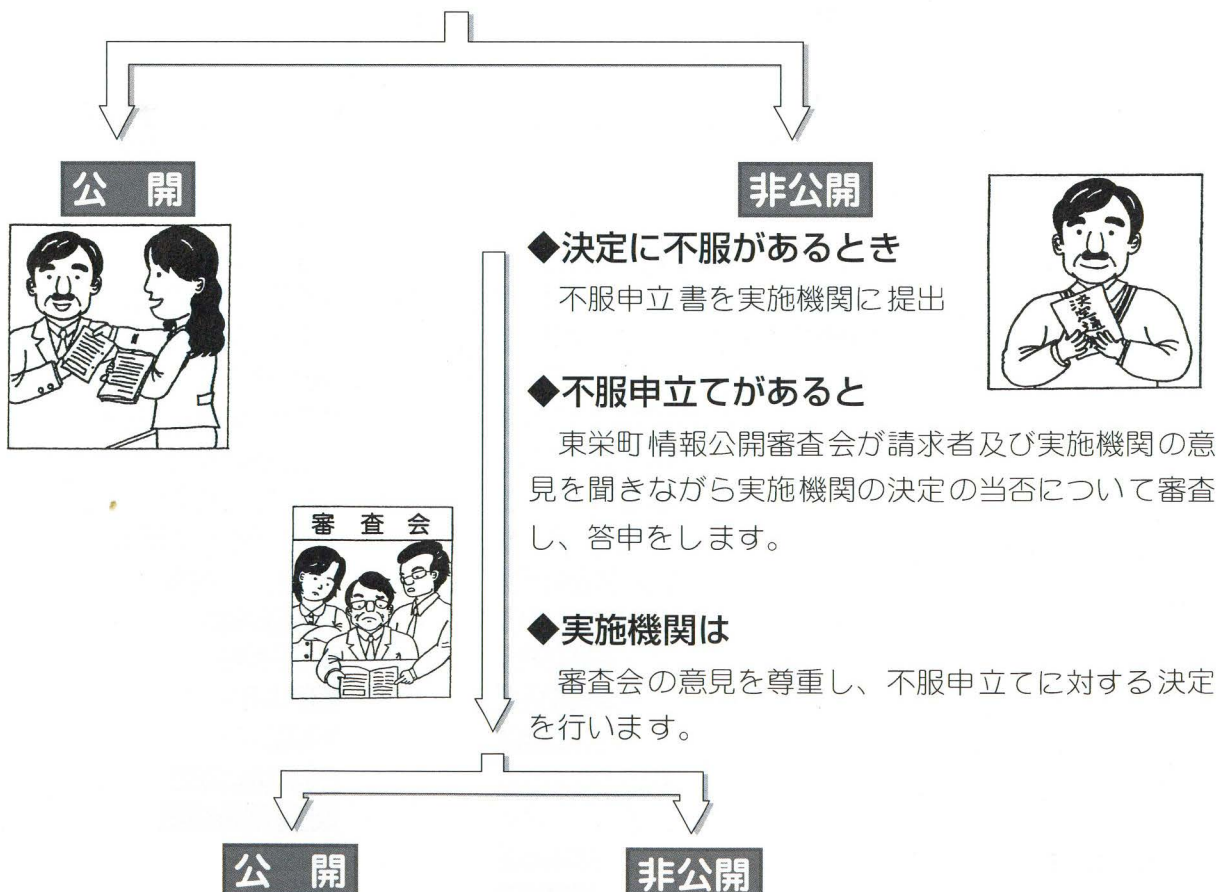 公 開
非公開
◆決定に不服があるとき
不服申立書を実施機関に提出
決定通
◆不服申立てがあると
東栄町情報公開審査会が請求者及び実施機関の意
見を聞きながら実施機関の決定の当否について審査
し、答申をします。
審 査 会
◆実施機関は
審査会の意見を尊重し、不服申立てに対する決定
を行います。
公 開
非公開